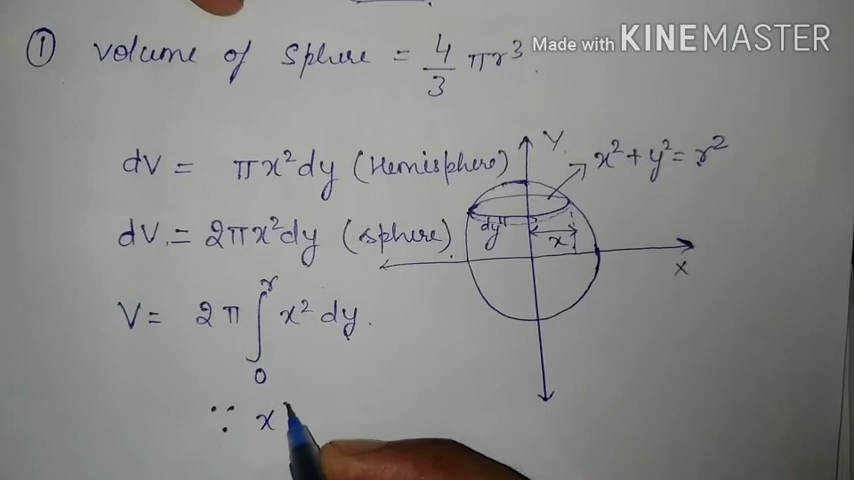 ① Volume of sphere = 4/3 πr³.
Made with KINEMASTER
dV = πx²dy (Hemisphere)
Y
x² + y² = r²
dV = 2πx²dy (sphere)
dy
x
X
V = 2π ∫₀ʳ x² dy.
∵ x